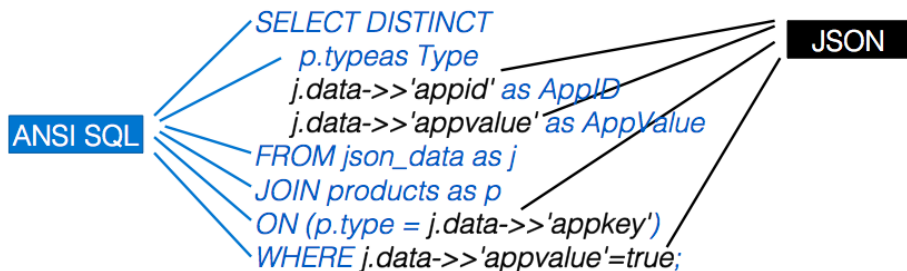 SELECT DISTINCT
p.typeas Type
j.data->>'appid' as AppID
j.data->>'appvalue' as AppValue
FROM json_data as j
JOIN products as p
ON (p.type = j.data->>'appkey')
WHERE j.data->>'appvalue'=true;
ANSI SQL
JSON